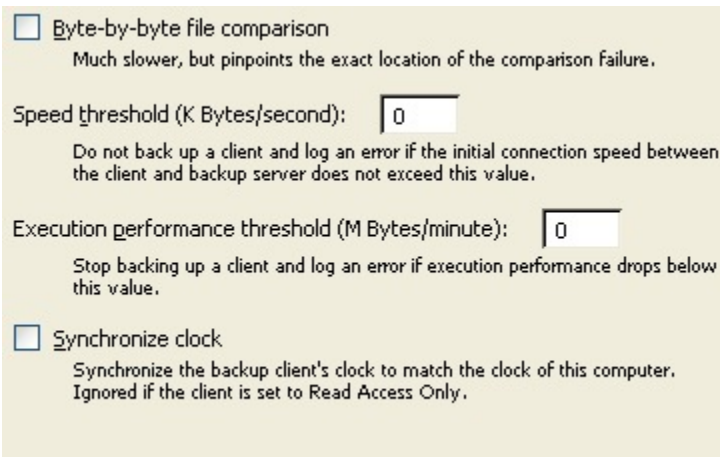 Byte-by-byte file comparison
Much slower, but pinpoints the exact location of the comparison failure.
Speed threshold (K Bytes/second): 0
Do not back up a client and log an error if the initial connection speed between
the client and backup server does not exceed this value.
Execution performance threshold (M Bytes/minute): 0
Stop backing up a client and log an error if execution performance drops below
this value.
Synchronize clock
Synchronize the backup client's clock to match the clock of this computer.
Ignored if the client is set to Read Access Only.